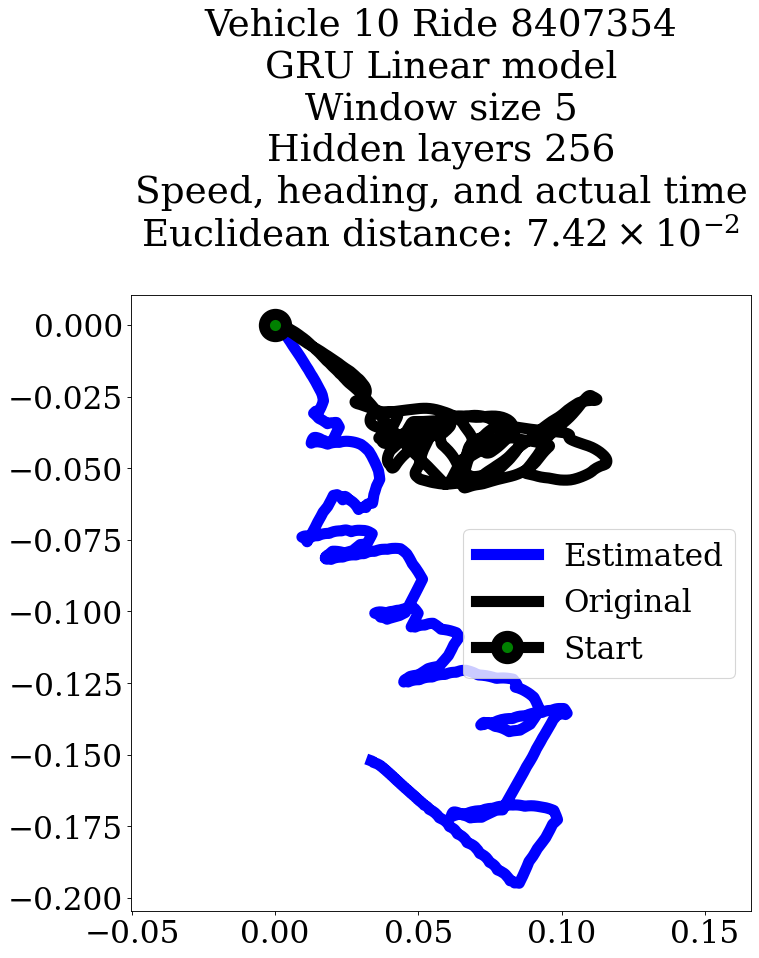 Vehicle 10 Ride 8407354
GRU Linear model
Window size 5
Hidden layers 256
Speed, heading, and actual time
Euclidean distance: 7.42 × 10⁻²
0.000
−0.025
−0.050
−0.075
−0.100
−0.125
−0.150
−0.175
−0.200
Estimated
Original
Start
−0.05 0.00 0.05 0.10 0.15